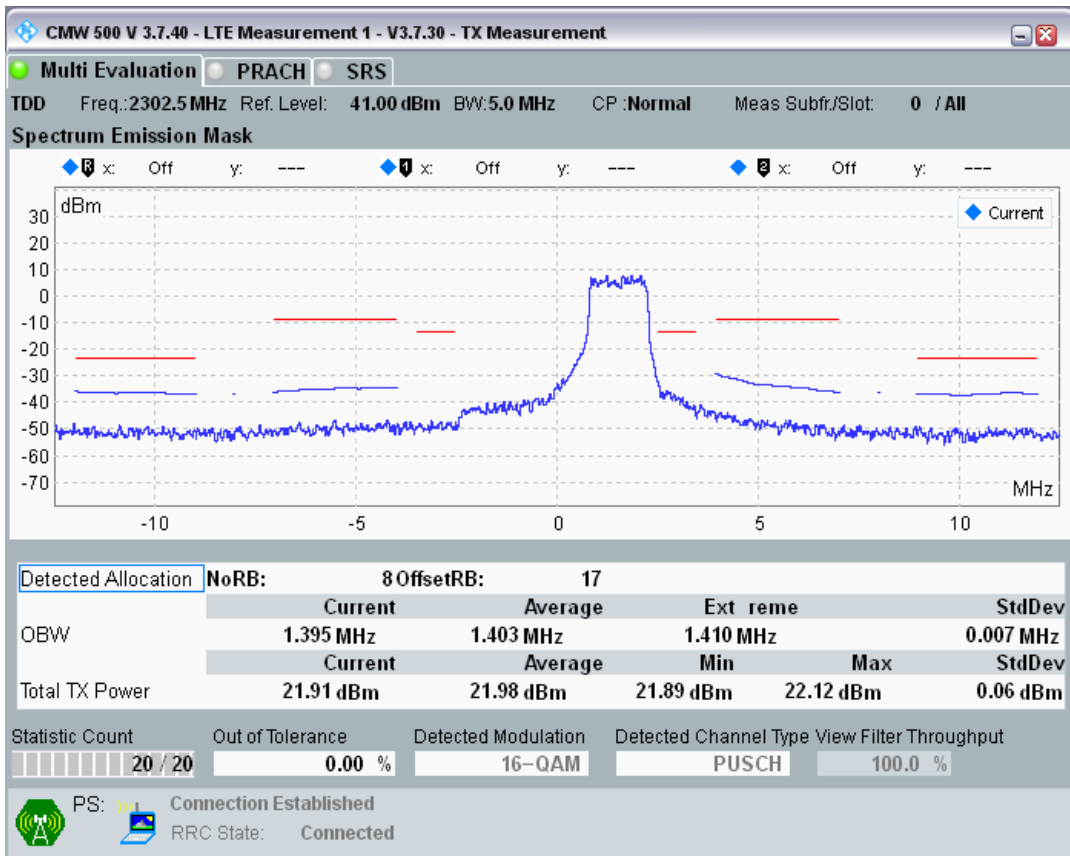 CMW 500 V 3.7.40 - LTE Measurement 1 - V3.7.30 - TX Measurement
Multi Evaluation PRACH SRS
TDD Freq.:2302.5 MHz Ref. Level: 41.00 dBm BW:5.0 MHz CP :Normal Meas Subfr./Slot: 0 / All
Spectrum Emission Mask
R x: Off y: --- 1 x: Off y: --- 2 x: Off y: ---
dBm
Current
30
20
10
0
-10
-20
-30
-40
-50
-60
-70
MHz
-10 -5 0 5 10
Detected Allocation NoRB: 8 OffsetRB: 17
Current Average Ext reme StdDev
OBW 1.395 MHz 1.403 MHz 1.410 MHz 0.007 MHz
Current Average Min Max StdDev
Total TX Power 21.91 dBm 21.98 dBm 21.89 dBm 22.12 dBm 0.06 dBm
Statistic Count Out of Tolerance Detected Modulation Detected Channel Type View Filter Throughput
20 / 20 0.00 % 16-QAM PUSCH 100.0 %
PS: Connection Established
RRC State: Connected